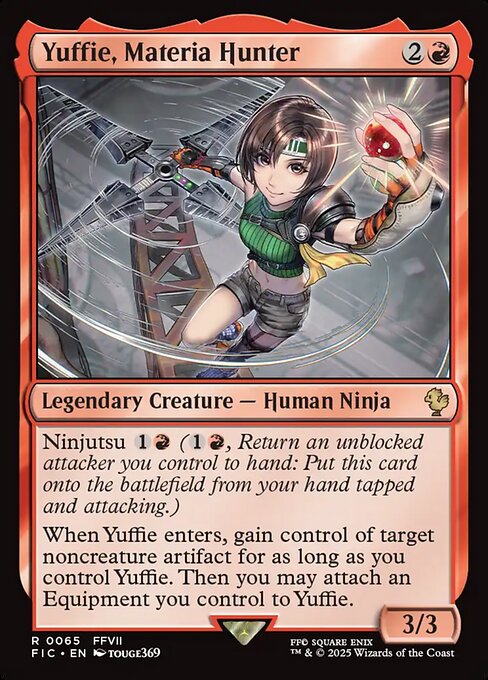 Yuffie, Materia Hunter 2
Legendary Creature — Human Ninja
Ninjutsu 1 (1, Return an unblocked
attacker you control to hand: Put this card
onto the battlefield from your hand tapped
and attacking.)
When Yuffie enters, gain control of target
noncreature artifact for as long as you
control Yuffie. Then you may attach an
Equipment you control to Yuffie.
3/3
R 0065 FFVII
FIC • EN TOUGE369
FF© SQUARE ENIX
™ & © 2025 Wizards of the Coast